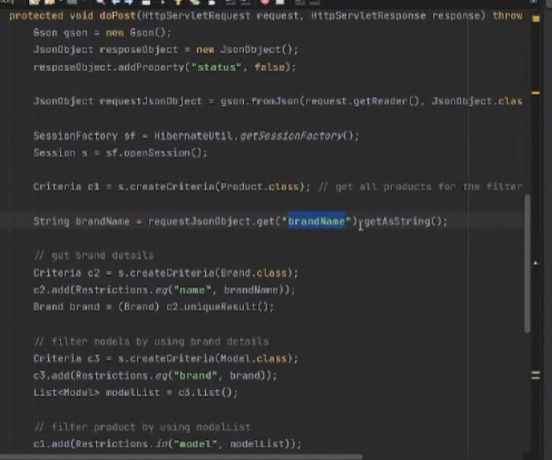 protected void doPost(HttpServletRequest request, HttpServletResponse response) throw
Gson gson = new Gson();
JsonObject resposeObject = new JsonObject();
resposeObject.addProperty("status", false);
JsonObject requestJsonObject = gson.fromJson(request.getReader(), JsonObject.clas
SessionFactory sf = HibernateUtil.getSessionFactory();
Session s = sf.openSession();
Criteria c1 = s.createCriteria(Product.class); // get all products for the filter
String brandName = requestJsonObject.get("brandName").getAsString();
// get brand details
Criteria c2 = s.createCriteria(Brand.class);
c2.add(Restrictions.eq("name", brandName));
Brand brand = (Brand) c2.uniqueResult();
// filter models by using brand details
Criteria c3 = s.createCriteria(Model.class);
c3.add(Restrictions.eq("brand", brand));
List<Model> modelList = c3.list();
// filter product by using modelList
c1.add(Restrictions.in("model", modelList));